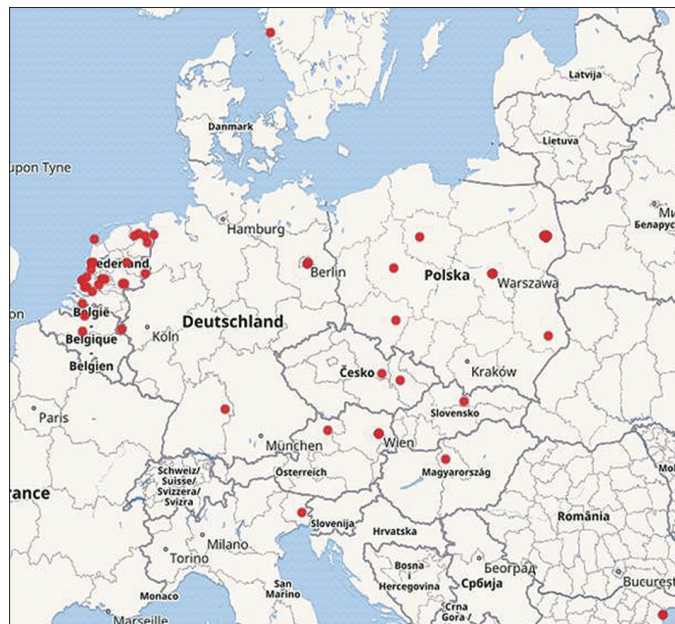 Latvija
Danmark
Lietuva
upon Tyne
Беларусь
Hamburg
Nederland
Berlin
Polska
Warszawa
België
Deutschland
Belgique
Köln
Belgien
Česko
Kraków
Paris
Slovensko
München
Wien
Schweiz/
Suisse/
Svizzera/
Svizra
Österreich
Magyarország
rance
România
Slovenija
Milano
Hrvatska
Torino
Београд
Bosna
i
Hercegovina
Србија
București
San
Marino
Monaco
Crna
Gora /
Marseille